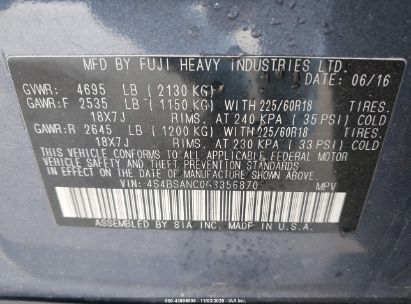 MFD BY FUJI HEAVY INDUSTRIES LTD.
DATE: 06/16
GVWR: 4695 LB (2130 KG)
GAWR:F 2535 LB (1150 KG) WITH 225/60R18 TIRES.
18X7J RIMS. AT 240 KPA (35 PSI) COLD
GAWR:R 2645 LB (1200 KG) WITH 225/60R18 TIRES.
18X7J RIMS. AT 230 KPA (33 PSI) COLD
THIS VEHICLE CONFORMS TO ALL APPLICABLE FEDERAL MOTOR
VEHICLE SAFETY STANDARDS
IN EFFECT ON THE DATE OF MANUFACTURE SHOWN ABOVE.
VIN: 4S4BSANC0G3356870 MPV
ASSEMBLED BY SIA INC. MADE IN U.S.A.